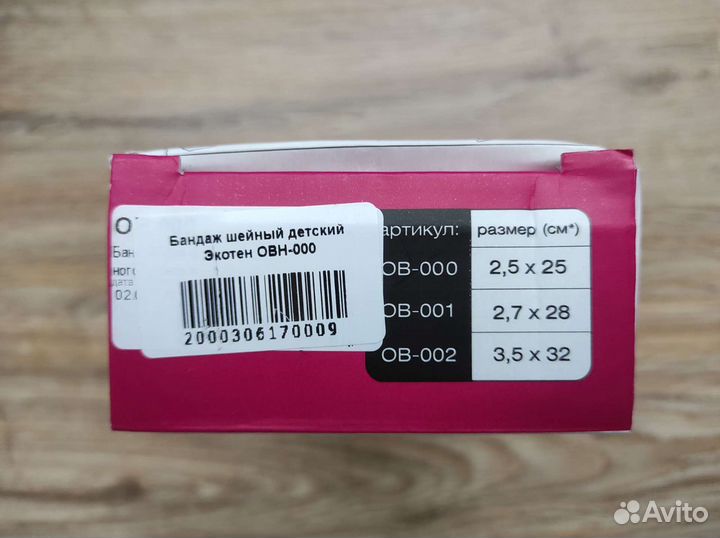 Бандаж шейный детский
Экотен ОВН-000
2000306170009
артикул: размер (см*)
ОВ-000 2,5 x 25
ОВ-001 2,7 x 28
ОВ-002 3,5 x 32
Avito